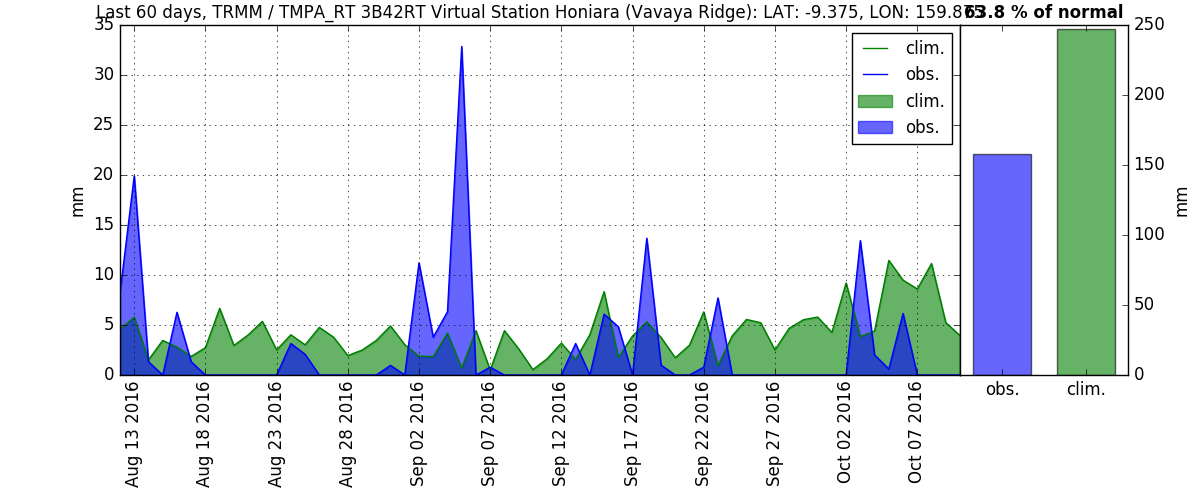 Last 60 days, TRMM / TMPA_RT 3B42RT Virtual Station Honiara (Vavaya Ridge): LAT: -9.375, LON: 159.875
63.8 % of normal
35
30
25
20
15
10
5
0
mm
clim.
obs.
clim.
obs.
Aug 13 2016
Aug 18 2016
Aug 23 2016
Aug 28 2016
Sep 02 2016
Sep 07 2016
Sep 12 2016
Sep 17 2016
Sep 22 2016
Sep 27 2016
Oct 02 2016
Oct 07 2016
250
200
150
100
50
0
mm
obs.
clim.